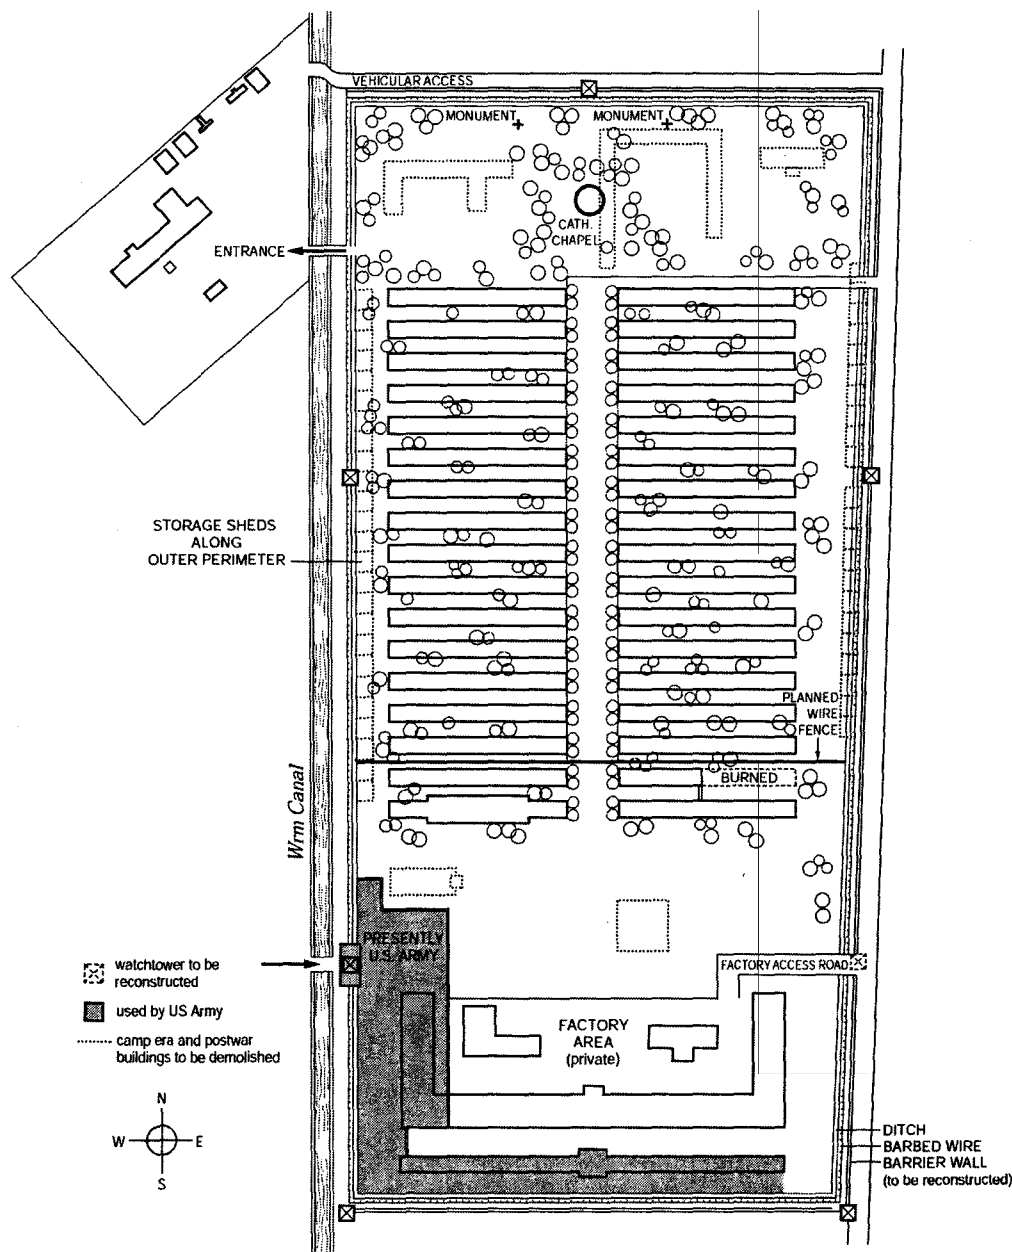 VEHICULAR ACCESS
MONUMENT
MONUMENT
CATH.
CHAPEL
ENTRANCE
STORAGE SHEDS
ALONG
OUTER PERIMETER
PLANNED
WIRE
FENCE
BURNED
Wrm Canal
PRESENTLY
U.S. ARMY
FACTORY ACCESS ROAD
watchtower to be
reconstructed
used by US Army
camp era and postwar
buildings to be demolished
FACTORY
AREA
(private)
N
W
E
S
DITCH
BARBED WIRE
BARRIER WALL
(to be reconstructed)